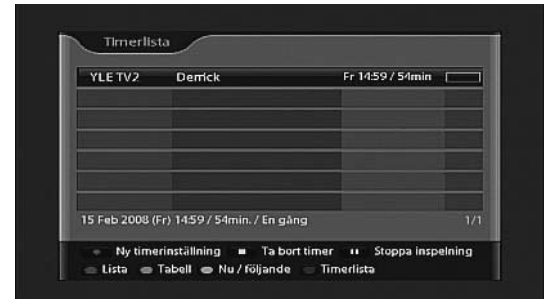 Timerlista
YLE TV2 Derrick Fr 14:59 / 54min
15 Feb 2008 (Fr) 14:59 / 54min. / En gång 1/1
Ny timerinställning Ta bort timer Stoppa inspelning
Lista Tabell Nu / följande Timerlista